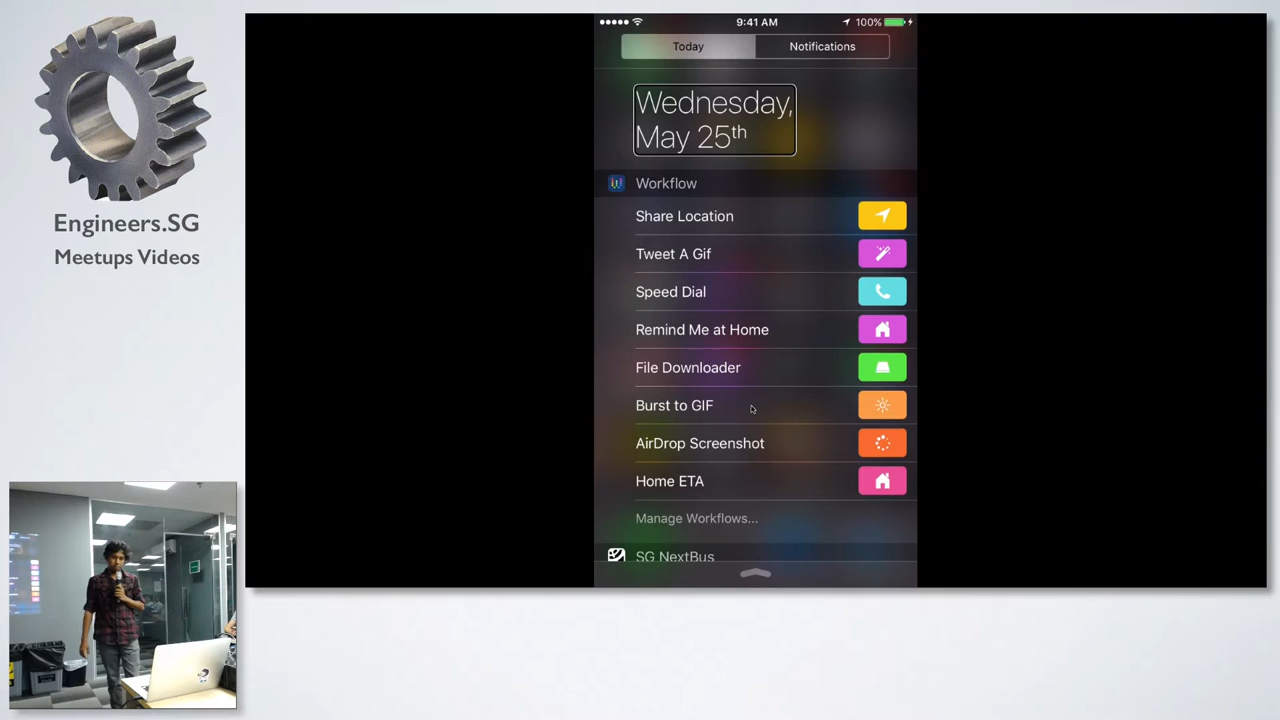 Engineers.SG
Meetups Videos
9:41 AM
100%
Today
Notifications
Wednesday,
May 25th
Workflow
Share Location
Tweet A Gif
Speed Dial
Remind Me at Home
File Downloader
Burst to GIF
AirDrop Screenshot
Home ETA
Manage Workflows...
SG NextBus